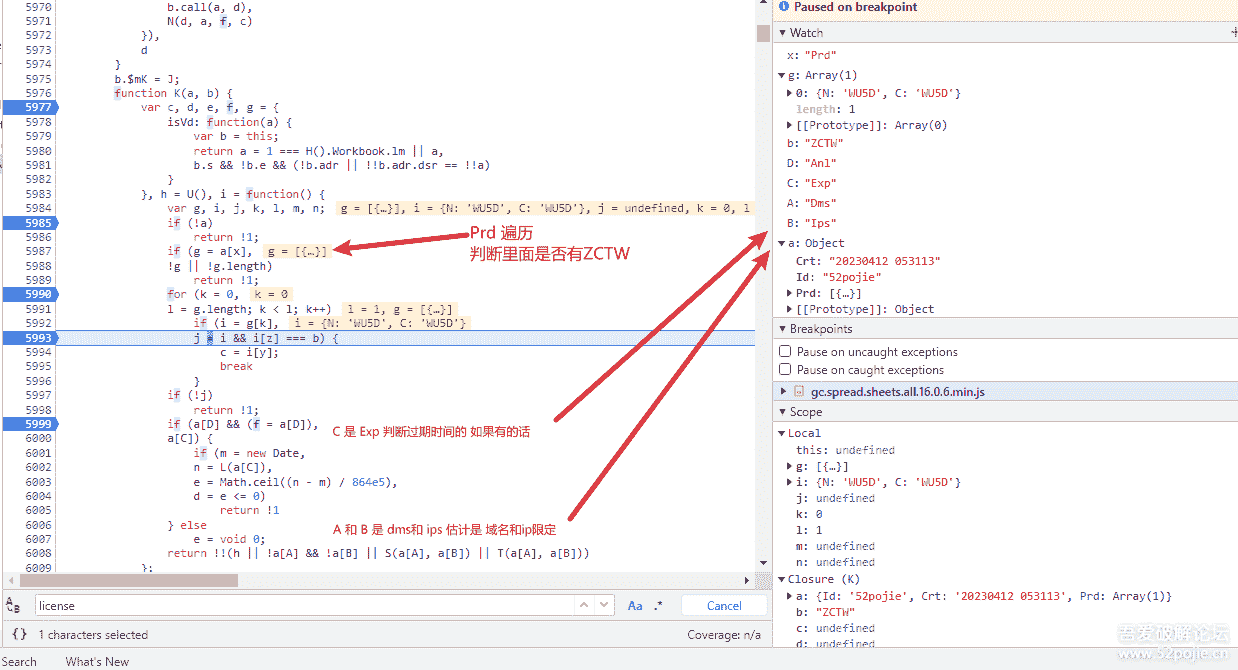 5970 b.call(a, d),
5971 N(d, a, f, c)
5972 }),
5973 d
5974 }
5975 b.$mK = J;
5976 function K(a, b) {
5977 var c, d, e, f, g = {
5978 isVd: function(a) {
5979 var b = this;
5980 return a = 1 === H().Workbook.lm || a,
5981 b.s && !b.e && (!b.adr || !!b.adr.dsr == !!a)
5982 }
5983 }, h = U(), i = function() {
5984 var g, i, j, k, l, m, n; g = [{…}], i = {N: 'WU5D', C: 'WU5D'}, j = undefined, k = 0, l
5985 if (!a)
5986 return !1;
5987 if (g = a[x], g = [{…}]
5988 !g || !g.length)
5989 return !1;
5990 for (k = 0, k = 0
5991 l = g.length; k < l; k++) l = 1, g = [{…}]
5992 if (i = g[k], i = {N: 'WU5D', C: 'WU5D'}
5993 j = i && i[z] === b) {
5994 c = i[y];
5995 break
5996 }
5997 if (!j)
5998 return !1;
5999 if (a[D] && (f = a[D]),
6000 a[C]) {
6001 if (m = new Date,
6002 n = L(a[C]),
6003 e = Math.ceil((n - m) / 864e5),
6004 d = e <= 0)
6005 return !1
6006 } else
6007 e = void 0;
6008 return !!(h || !a[A] && !a[B] || S(a[A], a[B]) || T(a[A], a[B]))
6009 };
Prd 遍历
判断里面是否有ZCTW
C 是 Exp 判断过期时间的 如果有的话
A 和 B 是 dms和 ips 估计是 域名和ip限定
license
Aa .* Cancel
{} 1 characters selected Coverage: n/a
Search What's New
Paused on breakpoint
Watch
x: "Prd"
g: Array(1)
0: {N: 'WU5D', C: 'WU5D'}
length: 1
[[Prototype]]: Array(0)
b: "ZCTW"
D: "Anl"
C: "Exp"
A: "Dms"
B: "Ips"
a: Object
Crt: "20230412 053113"
Id: "52pojie"
Prd: [{…}]
[[Prototype]]: Object
Breakpoints
Pause on uncaught exceptions
Pause on caught exceptions
gc.spread.sheets.all.16.0.6.min.js
Scope
Local
this: undefined
g: [{…}]
i: {N: 'WU5D', C: 'WU5D'}
j: undefined
k: 0
l: 1
m: undefined
n: undefined
Closure (K)
a: {Id: '52pojie', Crt: '20230412 053113', Prd: Array(1)}
b: "ZCTW"
c: undefined
d: undefined
吾爱破解论坛
www.52pojie.cn